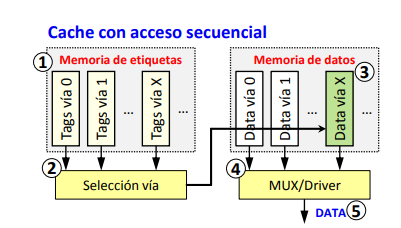 Cache con acceso secuencial
1
Memoria de etiquetas
Tags vía 0
Tags vía 1
...
Tags vía X
...
2
Selección vía
Memoria de datos
3
Data vía 0
Data vía 1
...
Data vía X
...
4
MUX/Driver
DATA
5